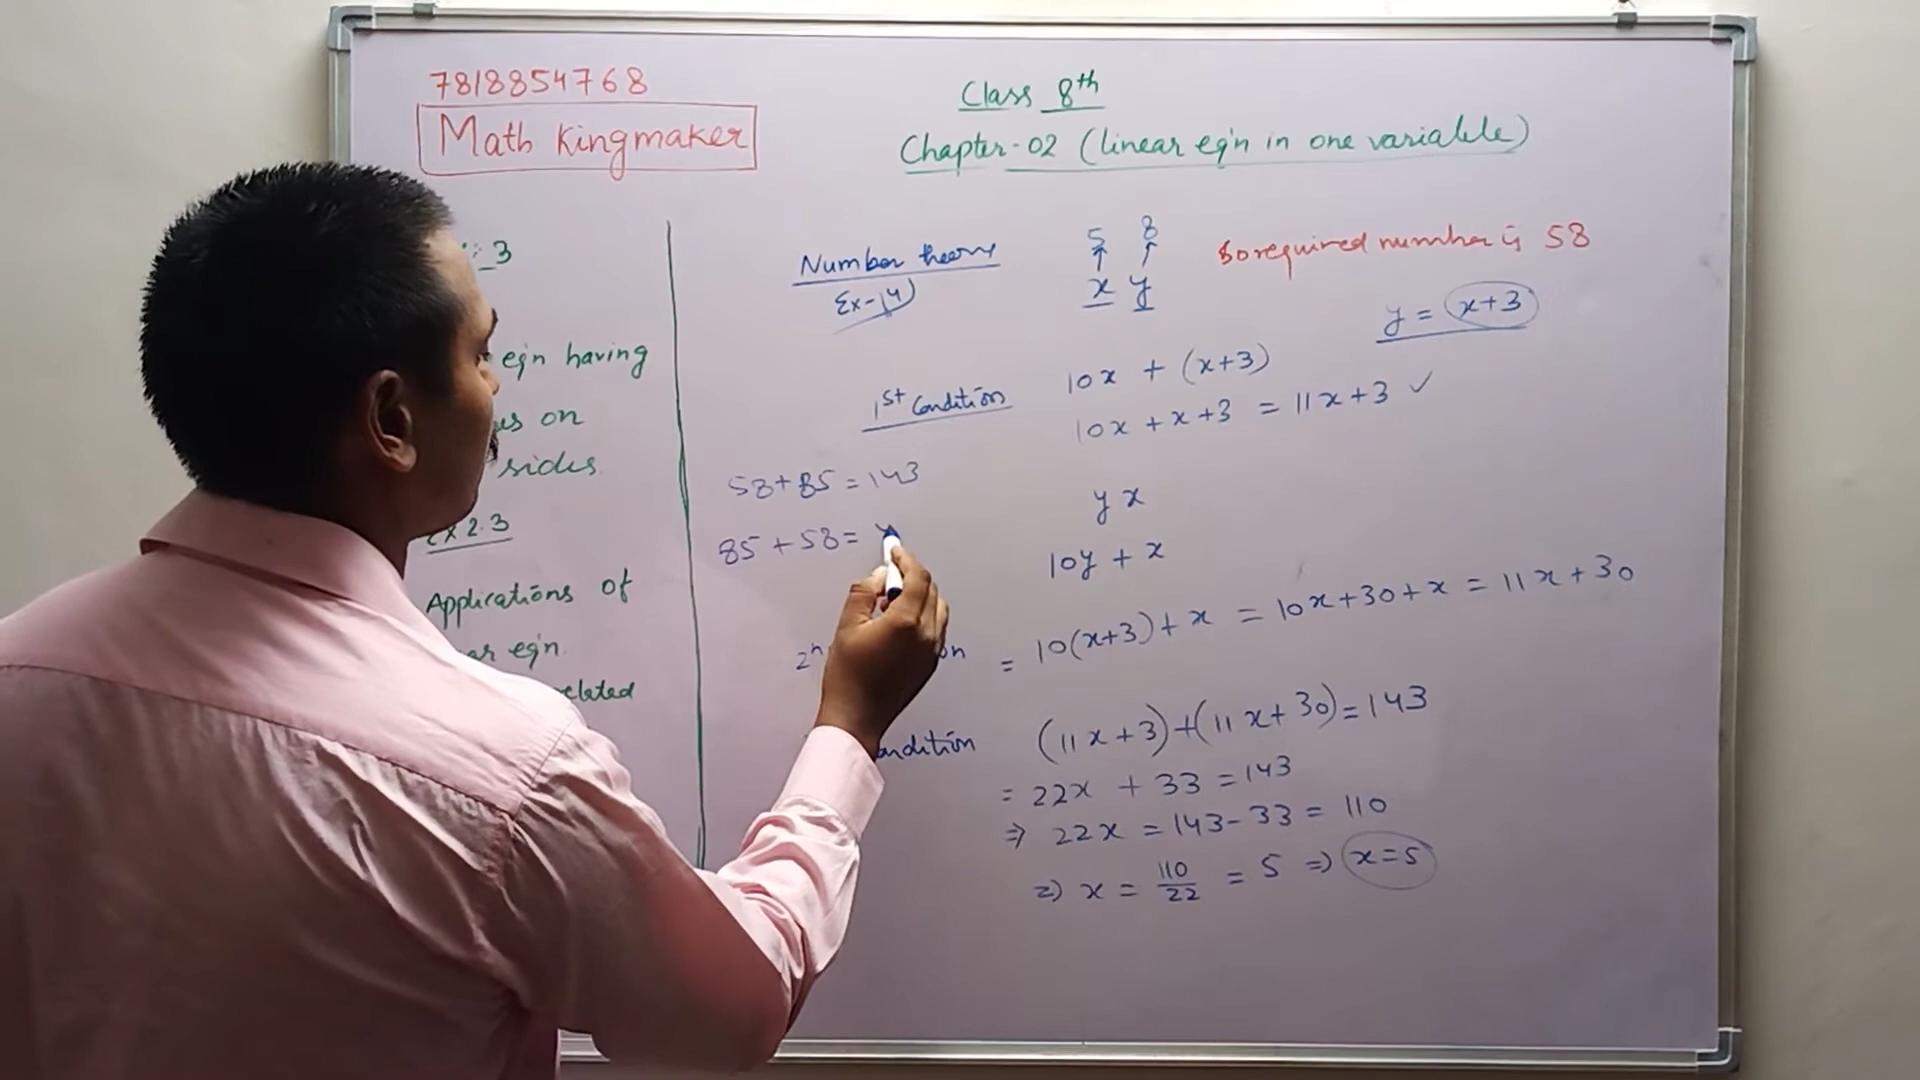 7818854768
Math Kingmaker
Class 8th
Chapter-02 (linear eq'n in one variable)
3
eq'n having
on
sides
Ex 2.3
Applications of
eq'n
Number theory
Ex-14
5 8
x y
So required number is 58
y = x+3
1st Condition
10x + (x+3)
10x + x + 3 = 11x + 3 ✓
58+85 = 143
85 + 58 =
y x
10y + x
= 10(x+3) + x = 10x+30+x = 11x+30
(11x+3)+(11x+30)=143
= 22x + 33 = 143
⇒ 22x = 143-33 = 110
⇒ x = 110/22 = 5 ⇒ x=5